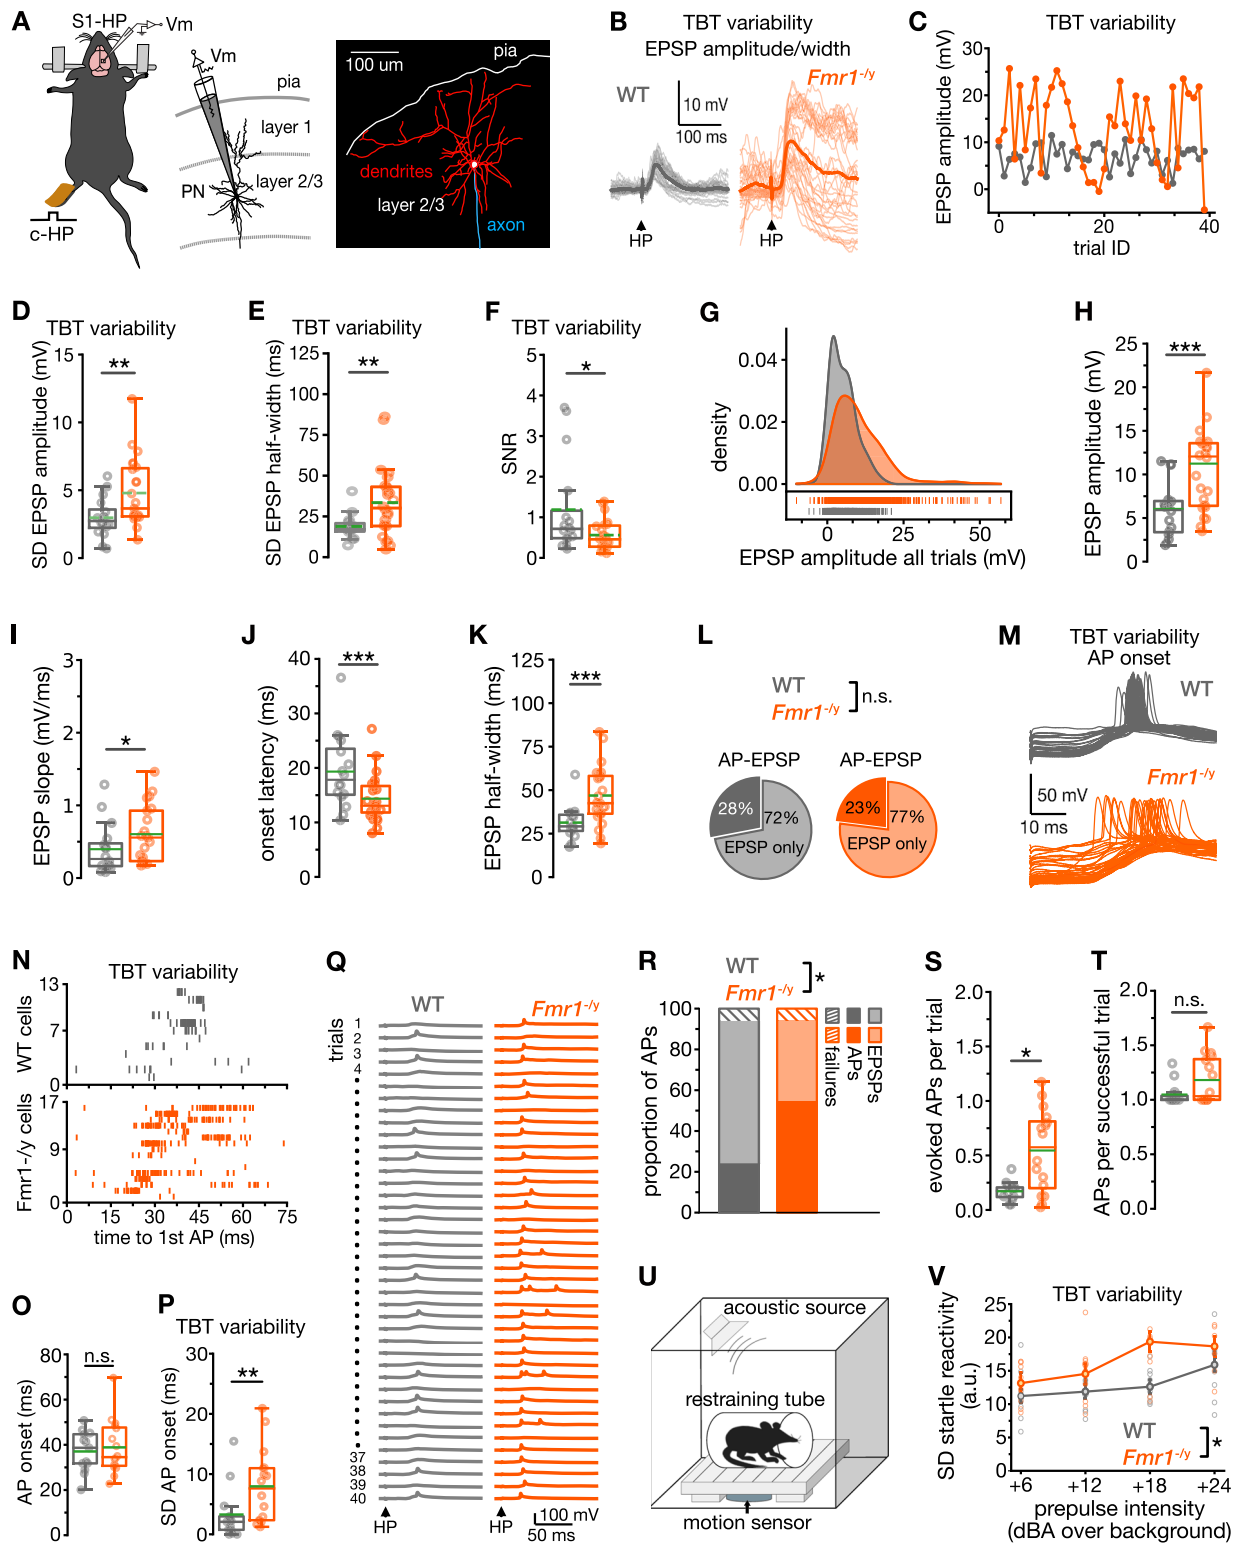 A
S1-HP
Vm
c-HP
Vm
pia
layer 1
layer 2/3
PN
100 um
pia
dendrites
layer 2/3
axon
B
TBT variability
EPSP amplitude/width
WT
Fmr1-/y
10 mV
100 ms
HP
HP
C
TBT variability
EPSP amplitude (mV)
30
20
10
0
0
20
40
trial ID
D
TBT variability
SD EPSP amplitude (mV)
15
10
5
0
**
E
TBT variability
SD EPSP half-width (ms)
125
100
75
50
25
0
**
F
TBT variability
SNR
5
4
3
2
1
0
*
G
density
0.04
0.02
0.00
0
25
50
EPSP amplitude all trials (mV)
H
EPSP amplitude (mV)
25
20
15
10
5
0
***
I
EPSP slope (mV/ms)
3
2
1
0
*
J
onset latency (ms)
40
30
20
10
0
***
K
EPSP half-width (ms)
125
100
75
50
25
0
***
L
WT
Fmr1-/y
n.s.
AP-EPSP
AP-EPSP
28%
72%
EPSP only
23%
77%
EPSP only
M
TBT variability
AP onset
WT
Fmr1-/y
50 mV
10 ms
N
TBT variability
WT cells
13
7
0
Fmr1-/y cells
17
9
0
0
15
30
45
60
75
time to 1st AP (ms)
O
AP onset (ms)
80
60
40
20
0
n.s.
P
TBT variability
SD AP onset (ms)
30
20
10
0
**
Q
WT
Fmr1-/y
trials
1
2
3
4
37
38
39
40
HP
HP
100 mV
50 ms
R
WT
Fmr1-/y
*
proportion of APs
100
80
60
40
20
0
failures
APs
EPSPs
S
evoked APs per trial
2.0
1.5
1.0
0.5
0.0
*
T
APs per successful trial
2.0
1.5
1.0
0.5
0.0
n.s.
U
acoustic source
restraining tube
motion sensor
V
TBT variability
SD startle reactivity
(a.u.)
25
20
15
10
5
0
WT
Fmr1-/y
*
+6
+12
+18
+24
prepulse intensity
(dBA over background)